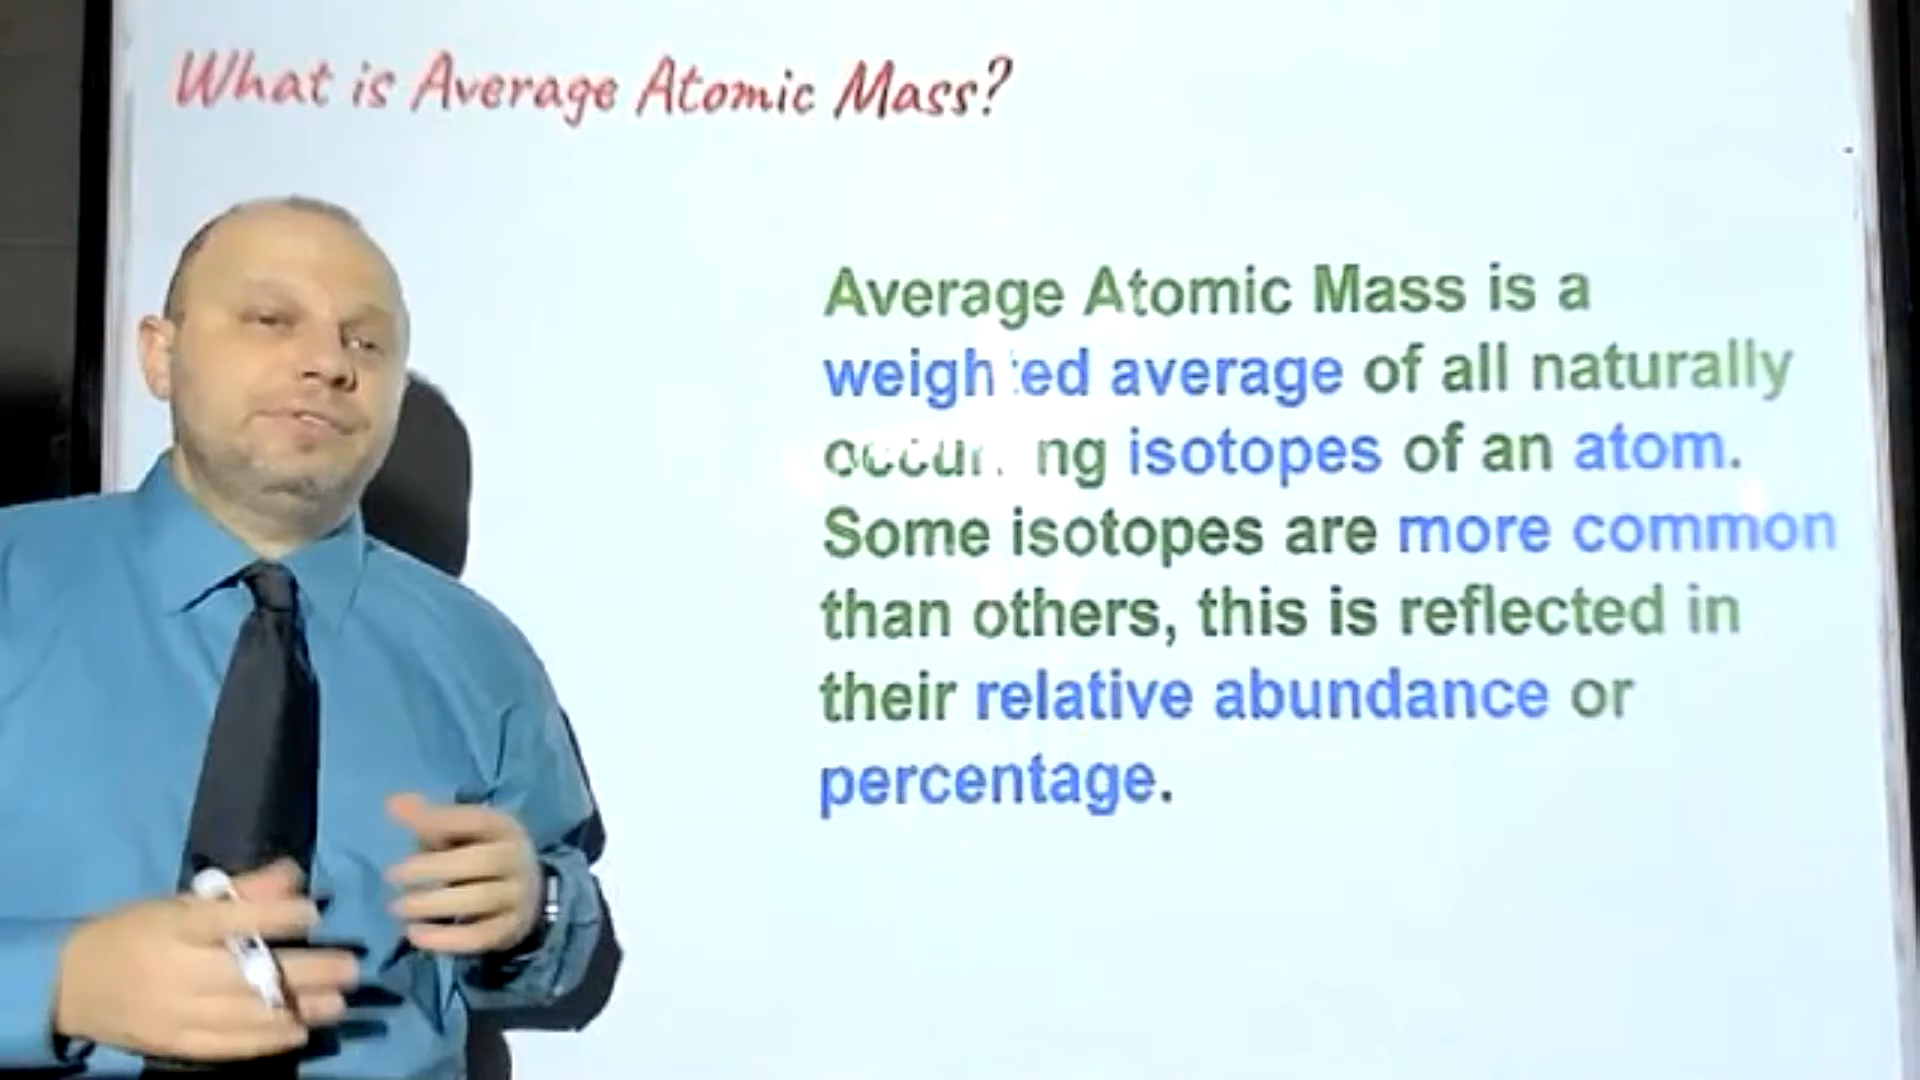 What is Average Atomic Mass?
Average Atomic Mass is a
weighted average of all naturally
isotopes of an atom.
Some isotopes are more common
than others, this is reflected in
their relative abundance or
percentage.